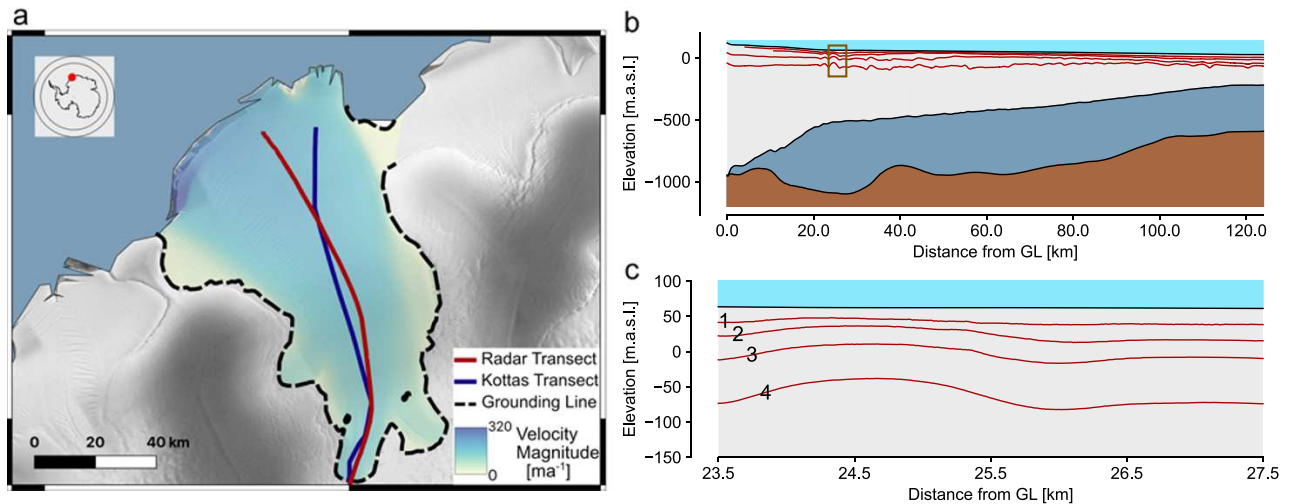 a
Radar Transect
Kottas Transect
Grounding Line
320
Velocity
Magnitude
[ma⁻¹]
0
0 20 40 km
b
0
−500
−1000
Elevation [m.a.s.l.]
0.0 20.0 40.0 60.0 80.0 100.0 120.0
Distance from GL [km]
c
100
50
0
−50
−100
−150
Elevation [m.a.s.l.]
1
2
3
4
23.5 24.5 25.5 26.5 27.5
Distance from GL [km]